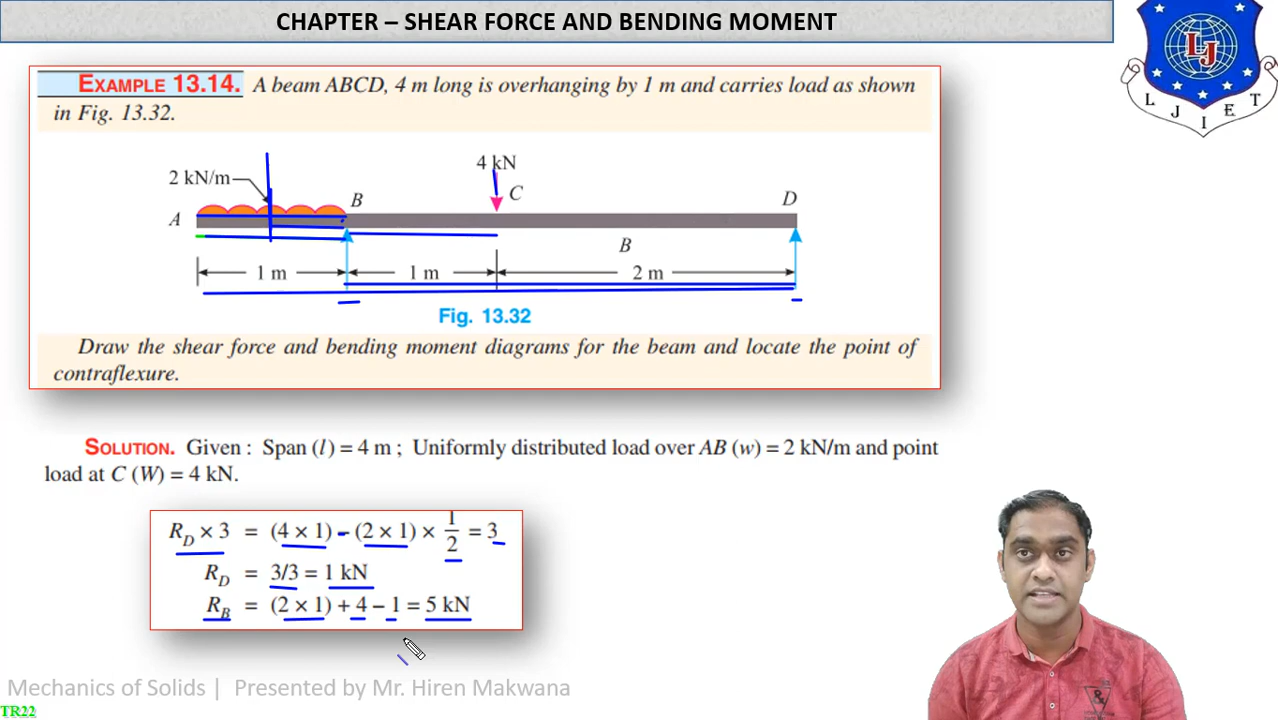 CHAPTER – SHEAR FORCE AND BENDING MOMENT
LJ
L J I E T
EXAMPLE 13.14. A beam ABCD, 4 m long is overhanging by 1 m and carries load as shown
in Fig. 13.32.
4 kN
2 kN/m
B
C
A
D
B
1 m
1 m
2 m
Fig. 13.32
Draw the shear force and bending moment diagrams for the beam and locate the point of
contraflexure.
SOLUTION. Given : Span (l) = 4 m ; Uniformly distributed load over AB (w) = 2 kN/m and point
load at C (W) = 4 kN.
R_D × 3 = (4 × 1) – (2 × 1) × 1/2 = 3
R_D = 3/3 = 1 kN
R_B = (2 × 1) + 4 – 1 = 5 kN
Mechanics of Solids | Presented by Mr. Hiren Makwana
TR22